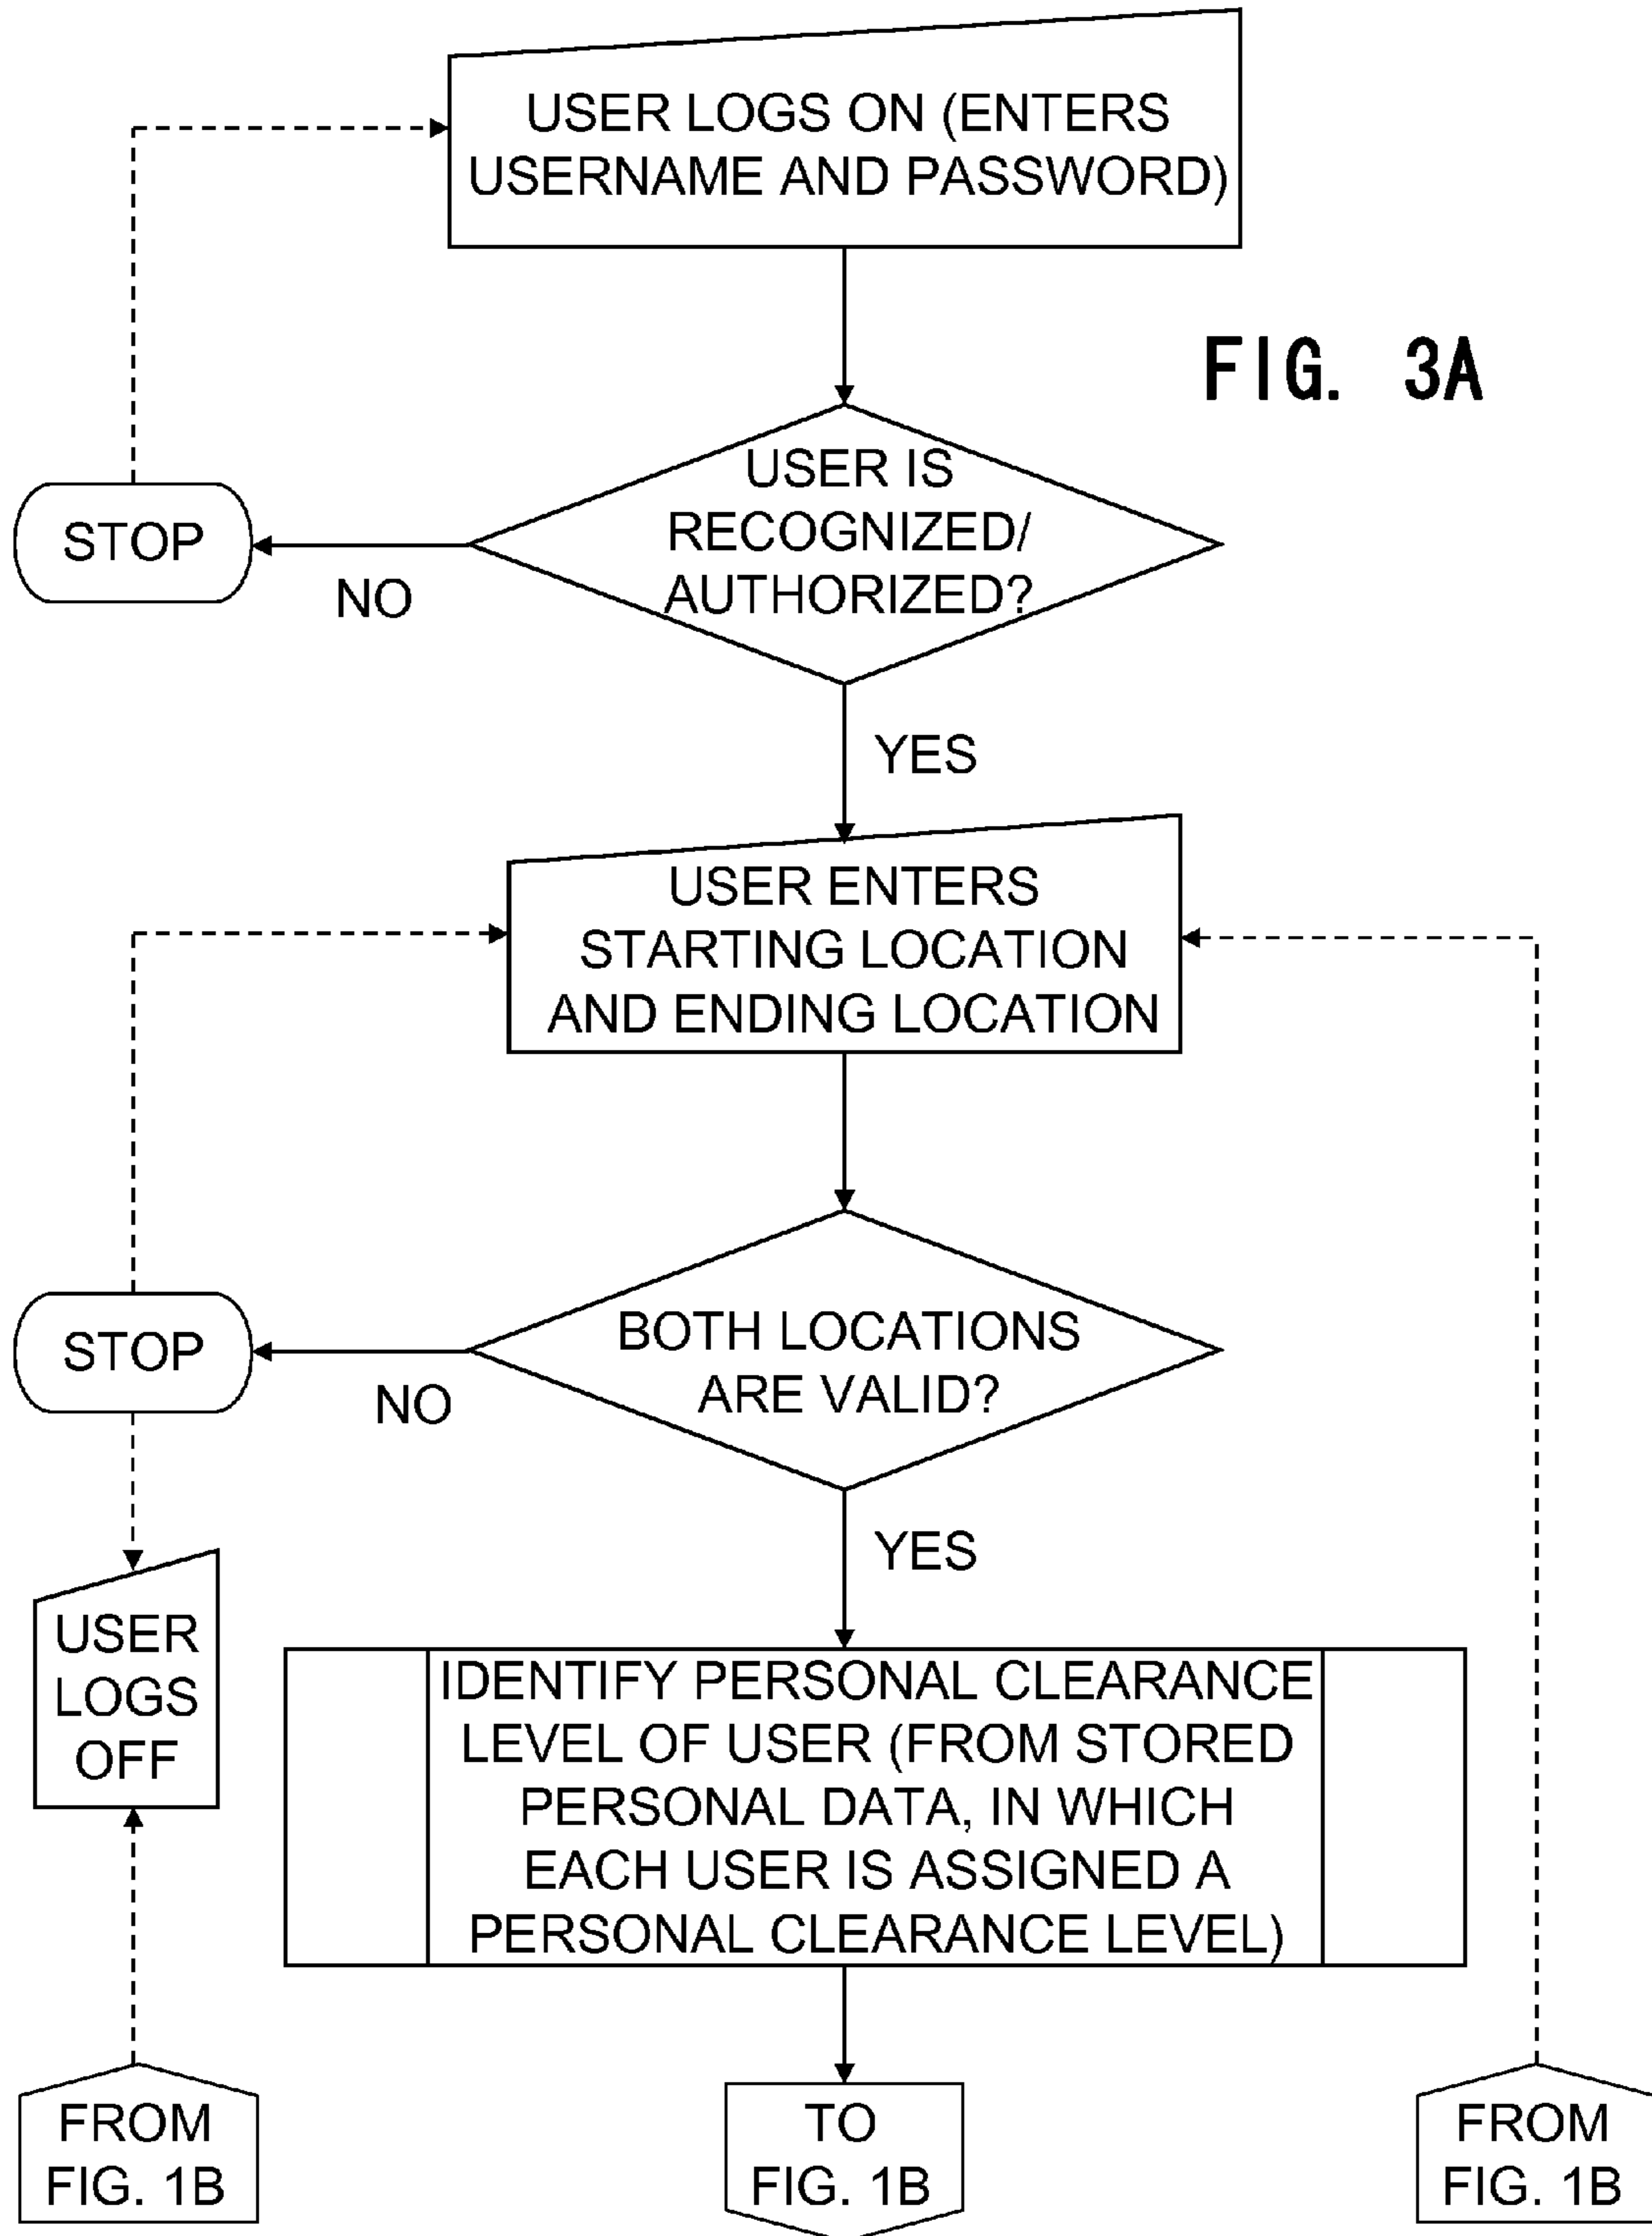 USER LOGS ON (ENTERS
USERNAME AND PASSWORD)
FIG. 3A
USER IS
RECOGNIZED/
AUTHORIZED?
STOP
NO
YES
USER ENTERS
STARTING LOCATION
AND ENDING LOCATION
BOTH LOCATIONS
ARE VALID?
STOP
NO
YES
USER
LOGS
OFF
IDENTIFY PERSONAL CLEARANCE
LEVEL OF USER (FROM STORED
PERSONAL DATA, IN WHICH
EACH USER IS ASSIGNED A
PERSONAL CLEARANCE LEVEL)
FROM
FIG. 1B
TO
FIG. 1B
FROM
FIG. 1B